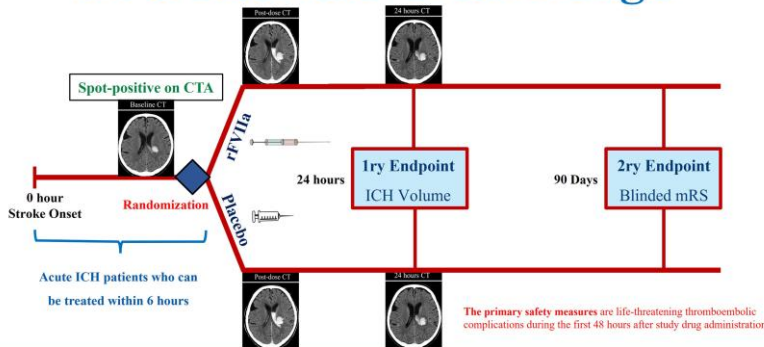 Post-dose CT
24 hours CT
Spot-positive on CTA
Baseline CT
rFVIIa
0 hour
Stroke Onset
Randomization
Placebo
24 hours
1ry Endpoint
ICH Volume
90 Days
2ry Endpoint
Blinded mRS
Acute ICH patients who can
be treated within 6 hours
Post-dose CT
24 hours CT
The primary safety measures are life-threatening thromboembolic
complications during the first 48 hours after study drug administration